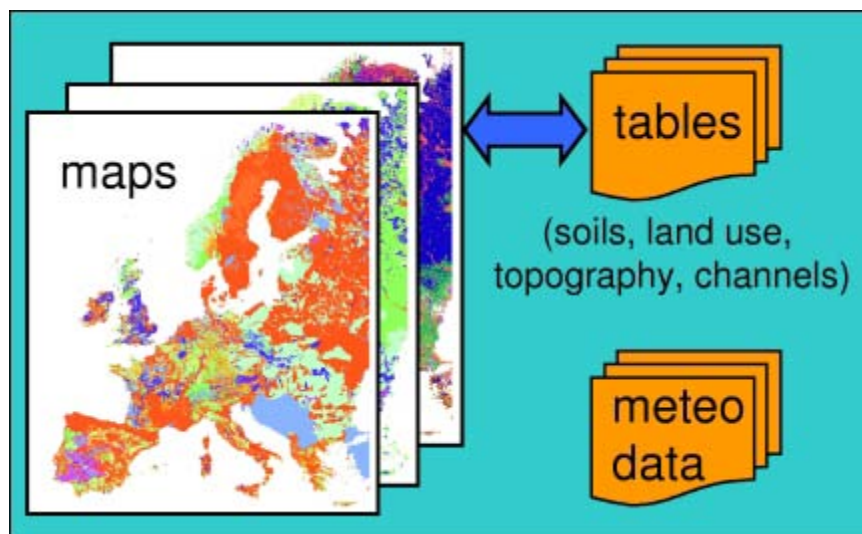 maps
tables
(soils, land use,
topography, channels)
meteo
data